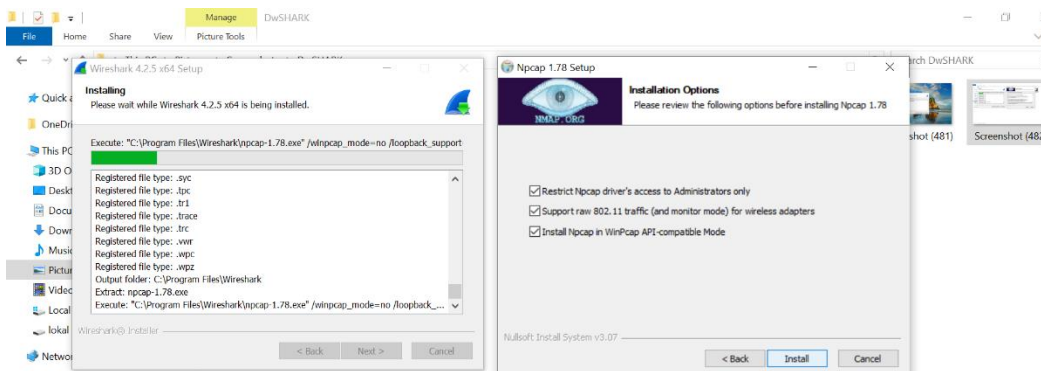 Manage
DwSHARK
File
Home
Share
View
Picture Tools
Wireshark 4.2.5 x64 Setup
Installing
Please wait while Wireshark 4.2.5 x64 is being installed.
Execute: "C:\Program Files\Wireshark\npcap-1.78.exe" /winpcap_mode=no /loopback_support
Registered file type: .syc
Registered file type: .tpc
Registered file type: .tr1
Registered file type: .trace
Registered file type: .trc
Registered file type: .vwr
Registered file type: .wpc
Registered file type: .wpz
Output folder: C:\Program Files\Wireshark
Extract: npcap-1.78.exe
Execute: "C:\Program Files\Wireshark\npcap-1.78.exe" /winpcap_mode=no /loopback_...
Wireshark® Installer
< Back
Next >
Cancel
Quick a
OneDri
This PC
3D O
Deskt
Docu
Down
Music
Pictur
Videc
Local
lokal
Networ
Npcap 1.78 Setup
NMAP.ORG
Installation Options
Please review the following options before installing Npcap 1.78
Restrict Npcap driver's access to Administrators only
Support raw 802.11 traffic (and monitor mode) for wireless adapters
Install Npcap in WinPcap API-compatible Mode
Nullsoft Install System v3.07
< Back
Install
Cancel
arch DwSHARK
shot (481)
Screenshot (482